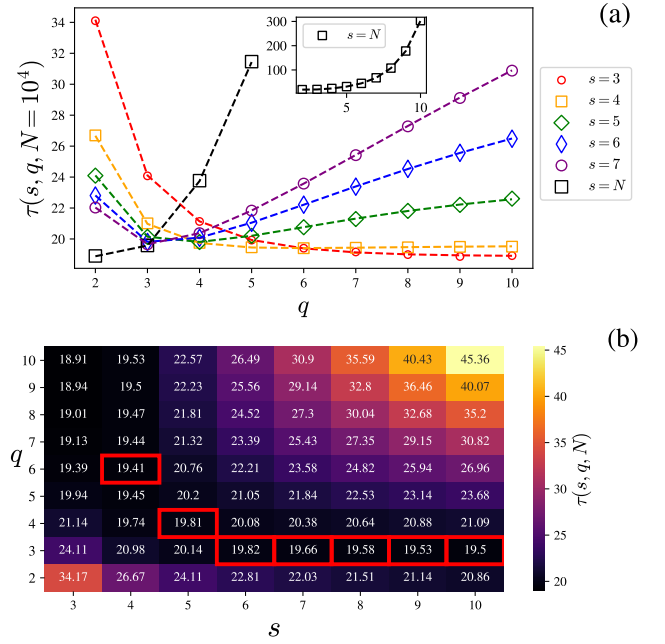 (a)
τ(s, q, N = 10⁴)
34
32
30
28
26
24
22
20
2 3 4 5 6 7 8 9 10
q
300
200
100
5 10
s = N
s = 3
s = 4
s = 5
s = 6
s = 7
s = N
(b)
q
10 18.91 19.53 22.57 26.49 30.9 35.59 40.43 45.36
9 18.94 19.5 22.23 25.56 29.14 32.8 36.46 40.07
8 19.01 19.47 21.81 24.52 27.3 30.04 32.68 35.2
7 19.13 19.44 21.32 23.39 25.43 27.35 29.15 30.82
6 19.39 19.41 20.76 22.21 23.58 24.82 25.94 26.96
5 19.94 19.45 20.2 21.05 21.84 22.53 23.14 23.68
4 21.14 19.74 19.81 20.08 20.38 20.64 20.88 21.09
3 24.11 20.98 20.14 19.82 19.66 19.58 19.53 19.5
2 34.17 26.67 24.11 22.81 22.03 21.51 21.14 20.86
3 4 5 6 7 8 9 10
s
45
40
35
30
25
20
τ(s, q, N)